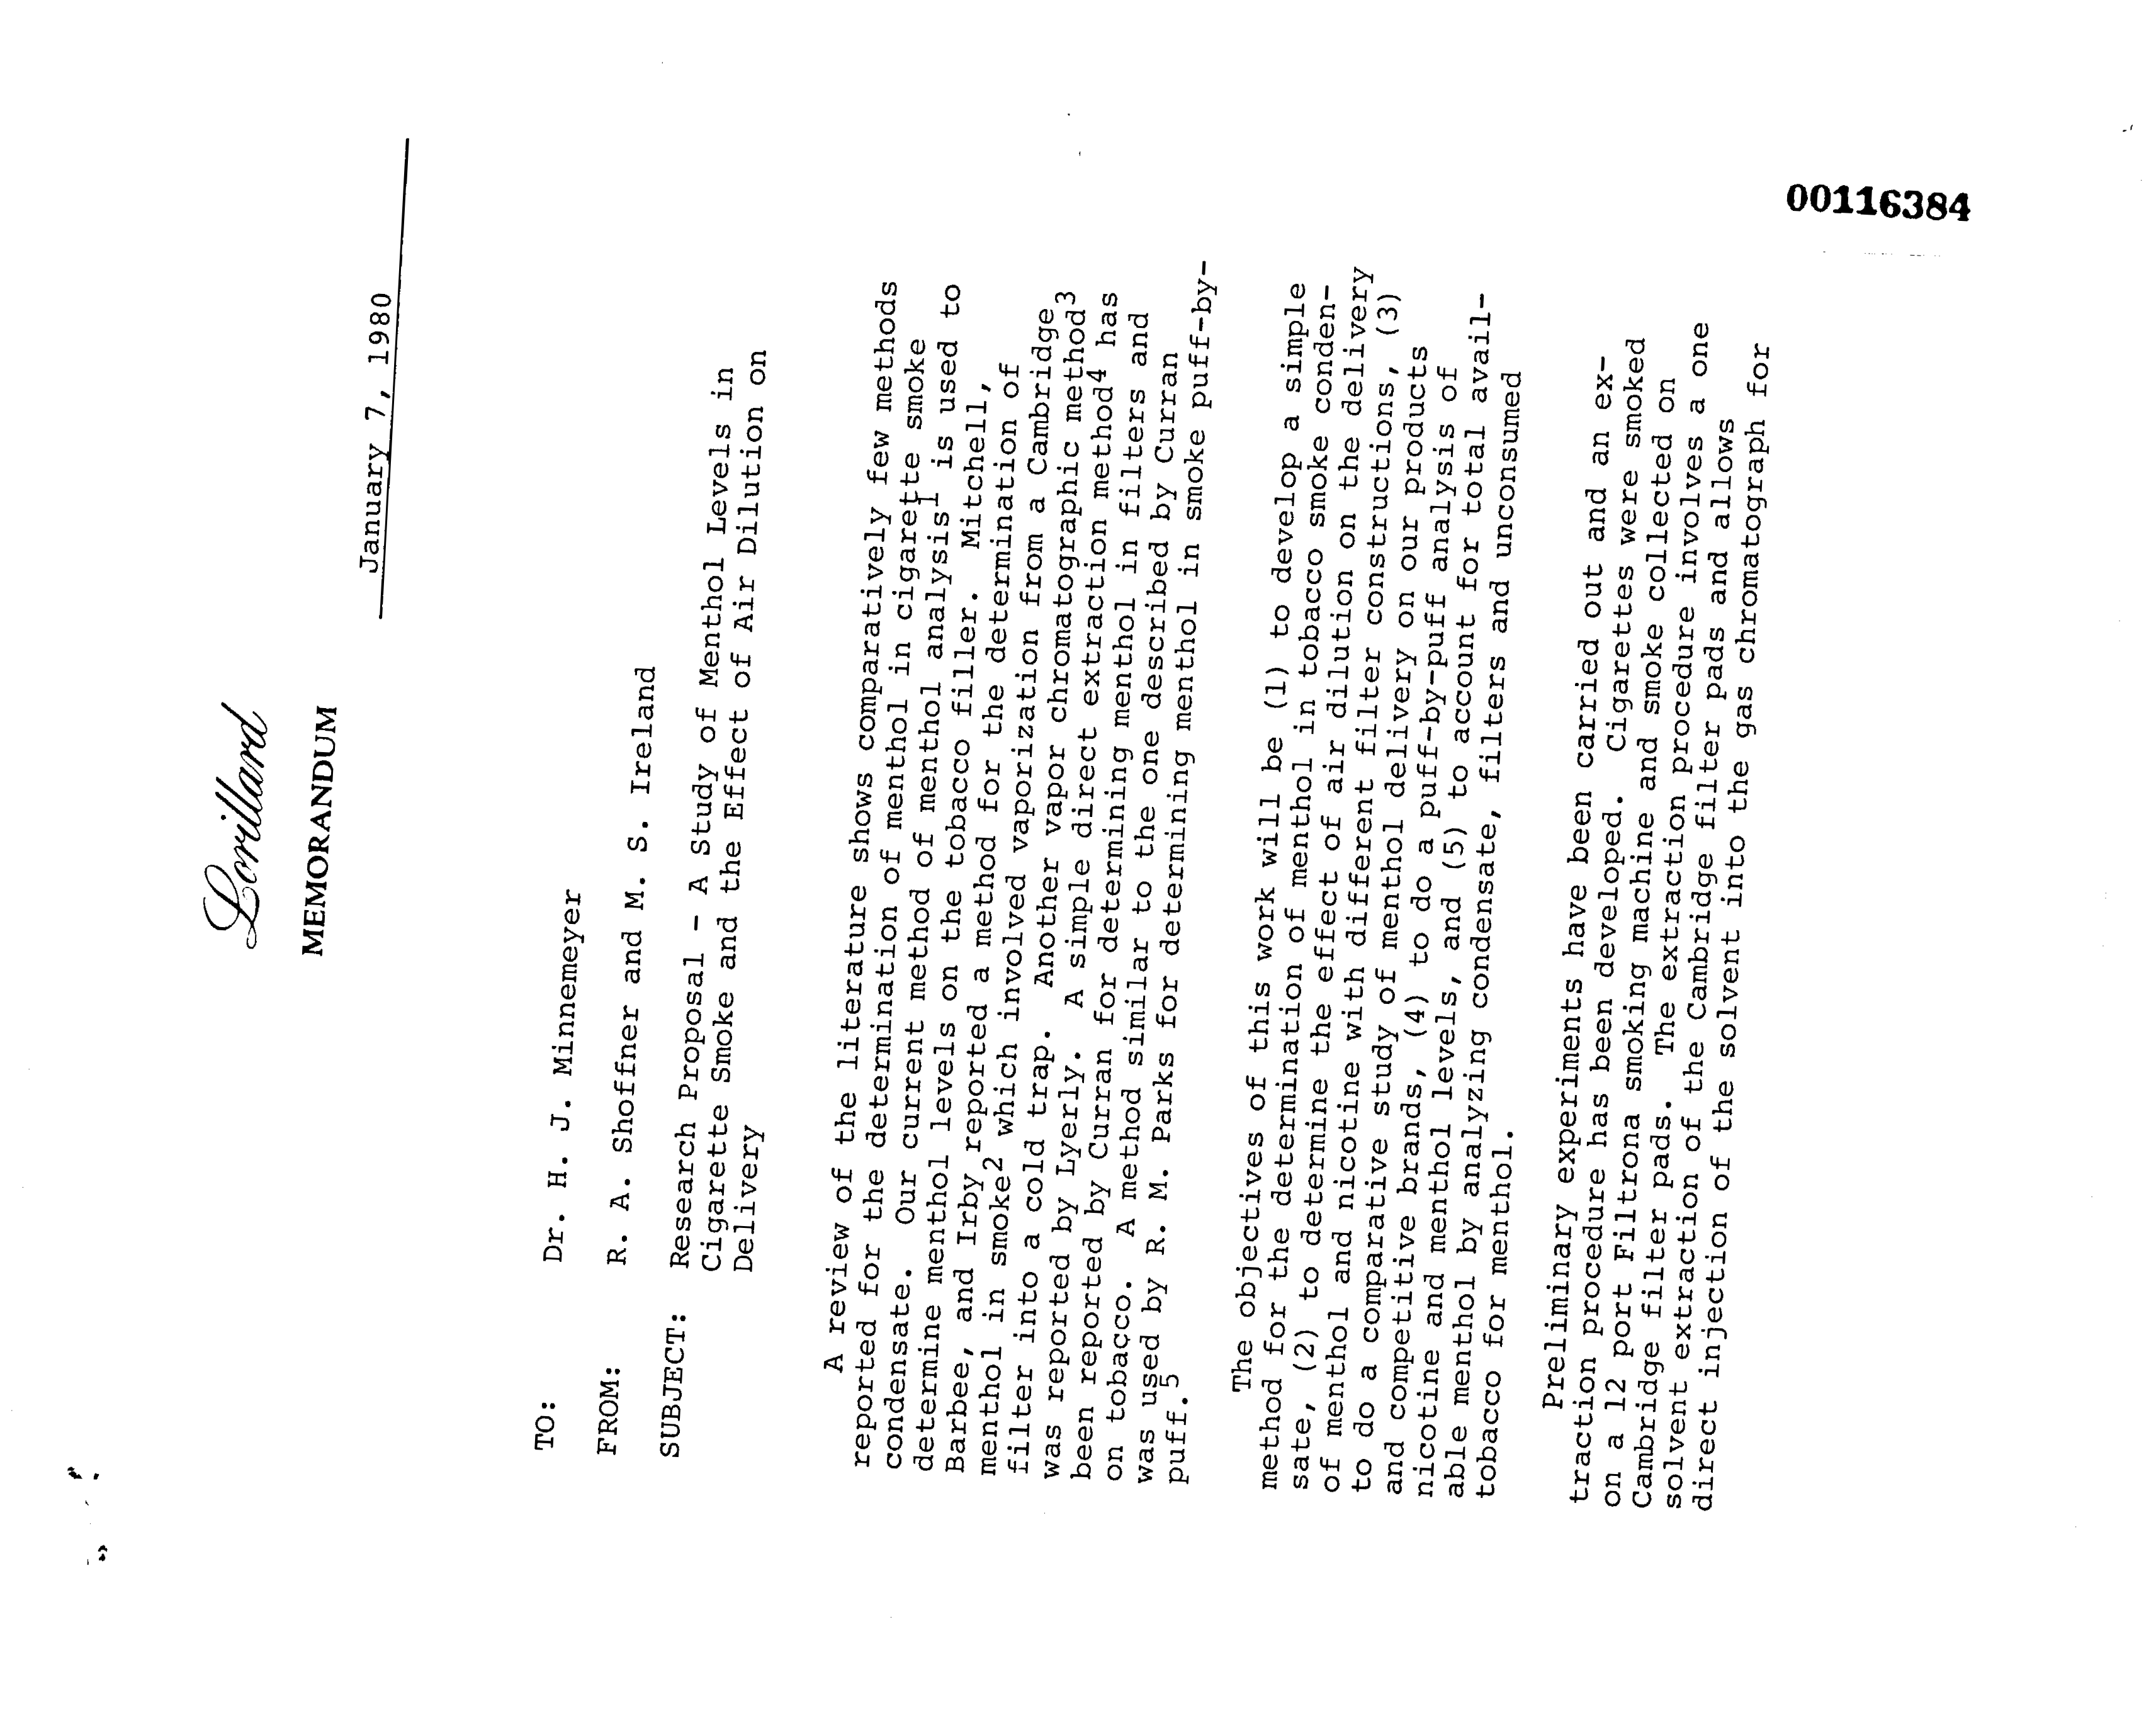 Lorillard
MEMORANDUM
January 7, 1980
TO: Dr. H. J. Minnemeyer
FROM: R. A. Shoffner and M. S. Ireland
SUBJECT: Research Proposal - A Study of Menthol Levels in
Cigarette Smoke and the Effect of Air Dilution on
Delivery
A review of the literature shows comparatively few methods
reported for the determination of menthol in cigarette smoke
condensate. Our current method of menthol analysis1 is used to
determine menthol levels on the tobacco filler. Mitchell,
Barbee, and Irby reported a method for the determination of
menthol in smoke2 which involved vaporization from a Cambridge
filter into a cold trap. Another vapor chromatographic method3
was reported by Lyerly. A simple direct extraction method4 has
been reported by Curran for determining menthol in filters and
on tobacco. A method similar to the one described by Curran
was used by R. M. Parks for determining menthol in smoke puff-by-
puff.5
The objectives of this work will be (1) to develop a simple
method for the determination of menthol in tobacco smoke conden-
sate, (2) to determine the effect of air dilution on the delivery
of menthol and nicotine with different filter constructions, (3)
to do a comparative study of menthol delivery on our products
and competitive brands, (4) to do a puff-by-puff analysis of
nicotine and menthol levels, and (5) to account for total avail-
able menthol by analyzing condensate, filters and unconsumed
tobacco for menthol.
Preliminary experiments have been carried out and an ex-
traction procedure has been developed. Cigarettes were smoked
on a 12 port Filtrona smoking machine and smoke collected on
Cambridge filter pads. The extraction procedure involves a one
solvent extraction of the Cambridge filter pads and allows
direct injection of the solvent into the gas chromatograph for
00116384